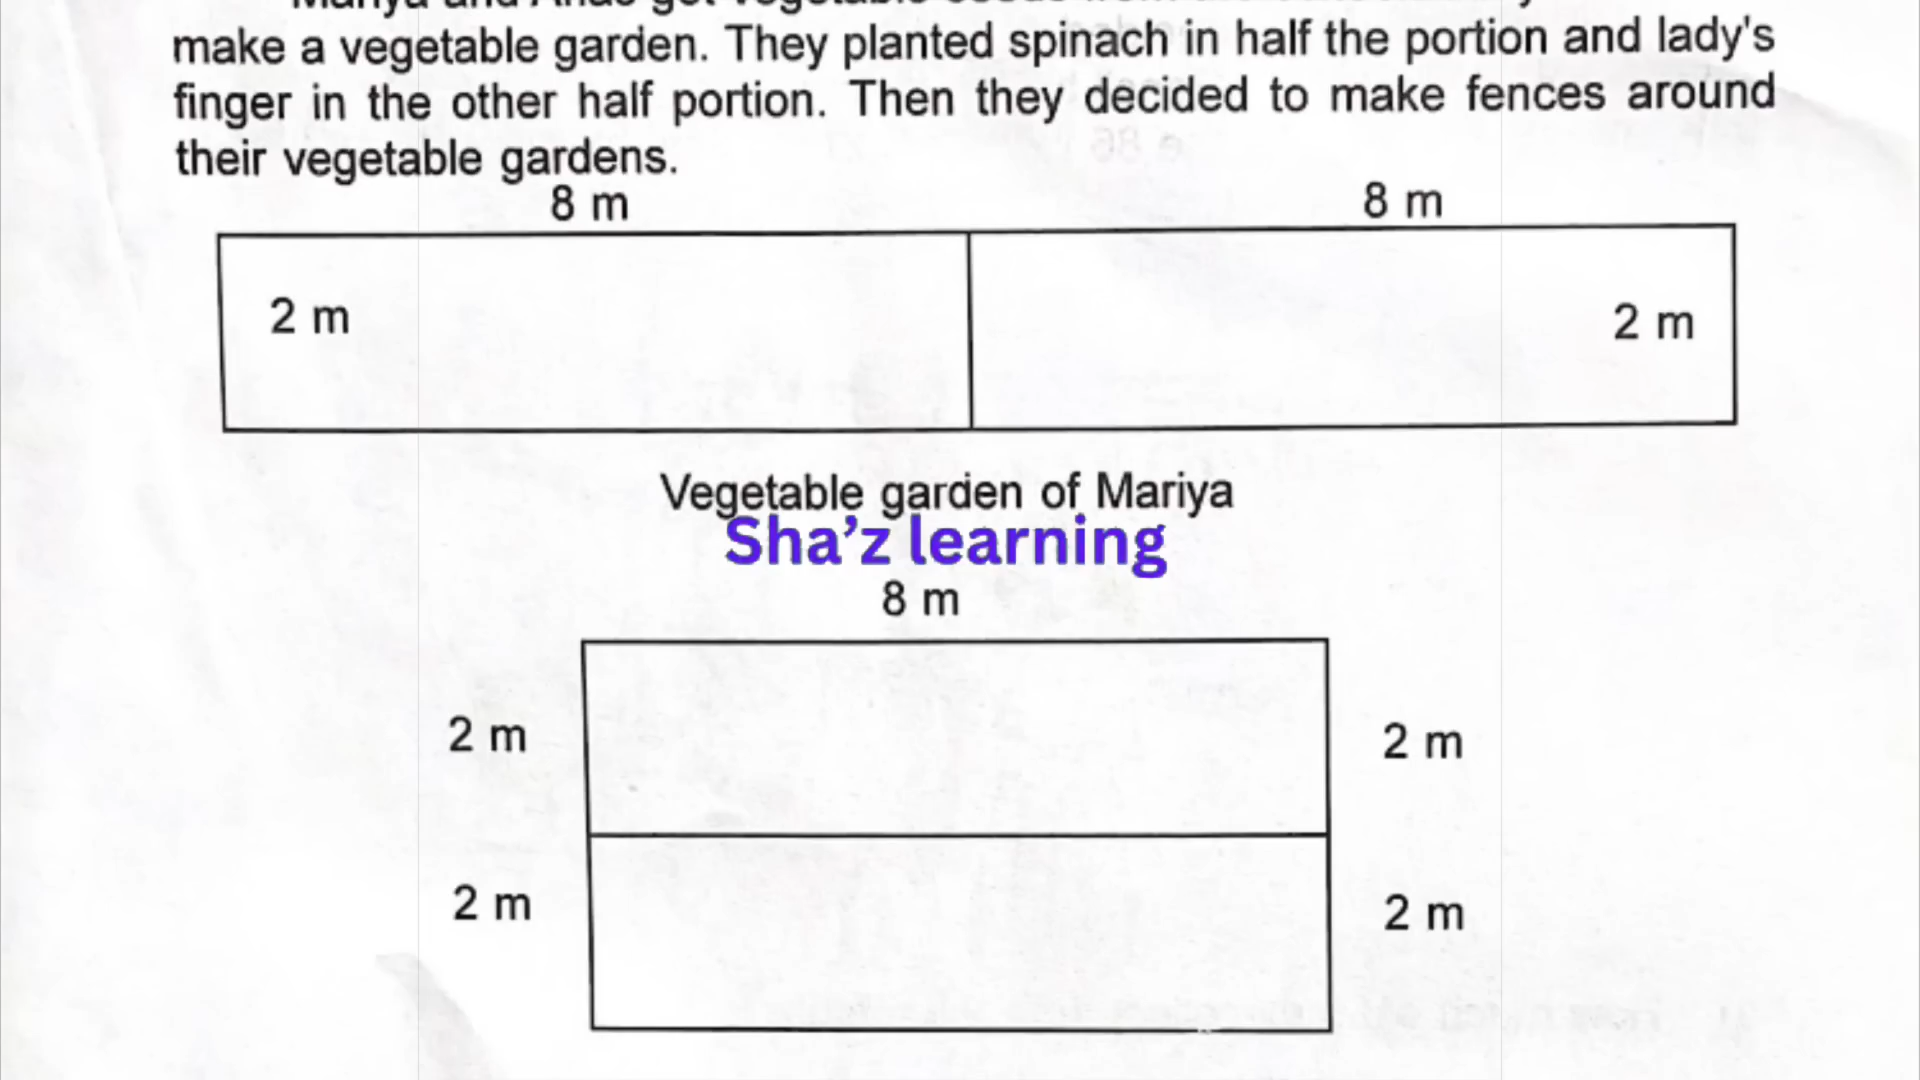 make a vegetable garden. They planted spinach in half the portion and lady's
finger in the other half portion. Then they decided to make fences around
their vegetable gardens.
8 m 8 m
2 m 2 m
Vegetable garden of Mariya
Sha'z learning
8 m
2 m 2 m
2 m 2 m